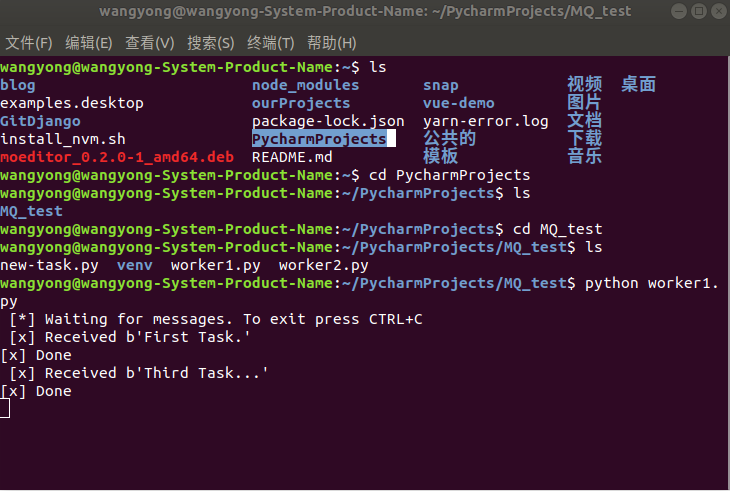 wangyong@wangyong-System-Product-Name: ~/PycharmProjects/MQ_test
文件(F) 编辑(E) 查看(V) 搜索(S) 终端(T) 帮助(H)
wangyong@wangyong-System-Product-Name:~$ ls
blog node_modules snap 视频 桌面
examples.desktop ourProjects vue-demo 图片
GitDjango package-lock.json yarn-error.log 文档
install_nvm.sh PycharmProjects 公共的 下载
moeditor_0.2.0-1_amd64.deb README.md 模板 音乐
wangyong@wangyong-System-Product-Name:~$ cd PycharmProjects
wangyong@wangyong-System-Product-Name:~/PycharmProjects$ ls
MQ_test
wangyong@wangyong-System-Product-Name:~/PycharmProjects$ cd MQ_test
wangyong@wangyong-System-Product-Name:~/PycharmProjects/MQ_test$ ls
new-task.py venv worker1.py worker2.py
wangyong@wangyong-System-Product-Name:~/PycharmProjects/MQ_test$ python worker1.
py
[*] Waiting for messages. To exit press CTRL+C
[x] Received b'First Task.'
[x] Done
[x] Received b'Third Task...'
[x] Done